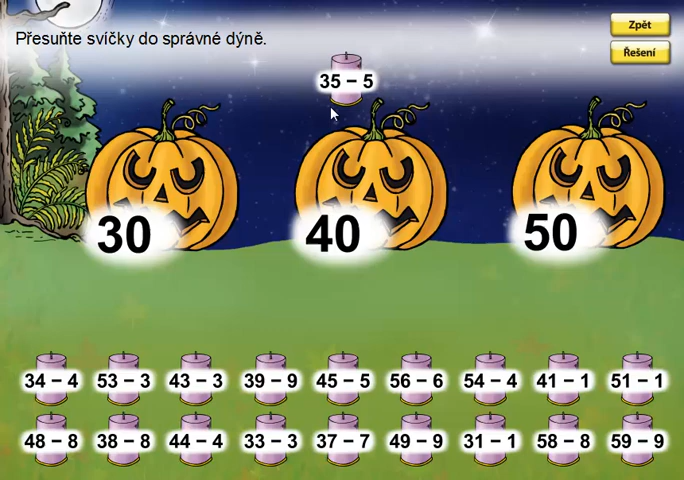 Přesuňte svíčky do správné dýně.
Zpět
Řešení
35 − 5
30 40 50
34 − 4 53 − 3 43 − 3 39 − 9 45 − 5 56 − 6 54 − 4 41 − 1 51 − 1
48 − 8 38 − 8 44 − 4 33 − 3 37 − 7 49 − 9 31 − 1 58 − 8 59 − 9